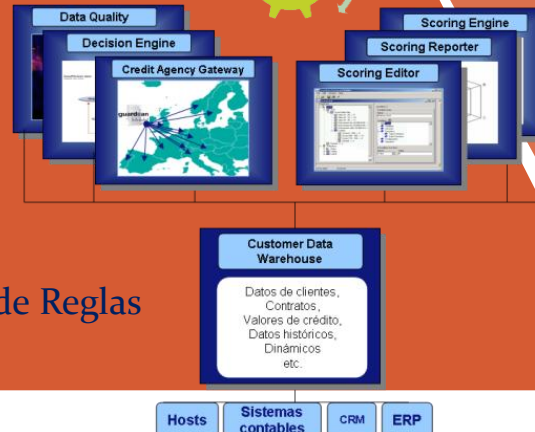 Data Quality
Decision Engine
Credit Agency Gateway
guardean
Scoring Engine
Scoring Reporter
Scoring Editor
Customer Data
Warehouse
Datos de clientes,
Contratos,
Valores de crédito,
Datos históricos,
Dinámicos
etc.
de Reglas
Hosts
Sistemas
contables
CRM
ERP